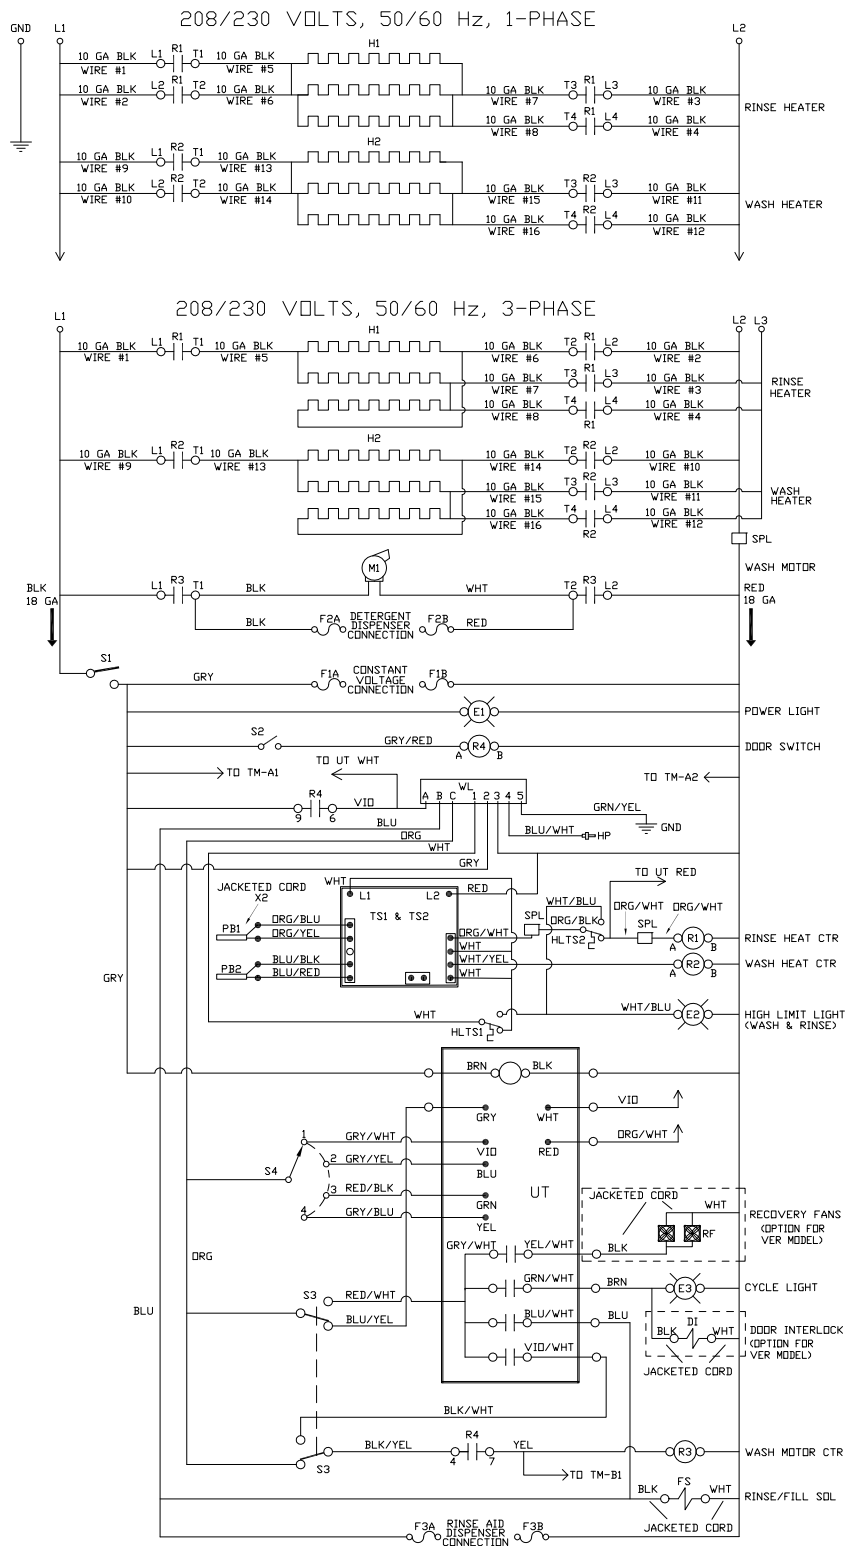 208/230 VOLTS, 50/60 Hz, 1-PHASE
GND L1 L2
H1
10 GA BLK L1 R1 T1 10 GA BLK
WIRE #1 WIRE #5
10 GA BLK L2 R1 T2 10 GA BLK 10 GA BLK T3 R1 L3 10 GA BLK
WIRE #2 WIRE #6 WIRE #7 WIRE #3
RINSE HEATER
10 GA BLK T4 R1 L4 10 GA BLK
WIRE #8 WIRE #4
H2
10 GA BLK L1 R2 T1 10 GA BLK
WIRE #9 WIRE #13
10 GA BLK L2 R2 T2 10 GA BLK 10 GA BLK T3 R2 L3 10 GA BLK
WIRE #10 WIRE #14 WIRE #15 WIRE #11
WASH HEATER
10 GA BLK T4 R2 L4 10 GA BLK
WIRE #16 WIRE #12
208/230 VOLTS, 50/60 Hz, 3-PHASE
L1 L2 L3
H1
10 GA BLK L1 R1 T1 10 GA BLK 10 GA BLK T2 R1 L2 10 GA BLK
WIRE #1 WIRE #5 WIRE #6 WIRE #2
10 GA BLK T3 R1 L3 10 GA BLK
WIRE #7 WIRE #3
RINSE
HEATER
10 GA BLK T4 R1 L4 10 GA BLK
WIRE #8 WIRE #4
H2
10 GA BLK L1 R2 T1 10 GA BLK 10 GA BLK T2 R2 L2 10 GA BLK
WIRE #9 WIRE #13 WIRE #14 WIRE #10
10 GA BLK T3 R2 L3 10 GA BLK
WIRE #15 WIRE #11
WASH
HEATER
10 GA BLK T4 R2 L4 10 GA BLK
WIRE #16 WIRE #12
SPL
M1
WASH MOTOR
BLK
18 GA
L1 R3 T1 BLK WHT T2 R3 L2
RED
18 GA
BLK F2A DETERGENT
DISPENSER
CONNECTION F2B RED
S1
GRY F1A CONSTANT
VOLTAGE
CONNECTION F1B
E1 POWER LIGHT
S2 GRY/RED A R4 B DOOR SWITCH
TO TM-A1 TO UT WHT TO TM-A2
WL
A B C 1 2 3 4 5
9 R4 6 VIO
GRN/YEL GND
BLU BLU/WHT HP
ORG
WHT
GRY
TO UT RED
WHT RED
JACKETED CORD
X2
L1 L2
TS1 & TS2
PB1 ORG/BLU
ORG/YEL
PB2 BLU/BLK
BLU/RED
ORG/WHT
WHT
WHT/YEL
WHT
SPL
WHT/BLU
ORG/BLK
HLTS2
ORG/WHT SPL ORG/WHT
A R1 B RINSE HEAT CTR
A R2 B WASH HEAT CTR
GRY
WHT HLTS1 WHT/BLU E2 HIGH LIMIT LIGHT
(WASH & RINSE)
BRN BLK
GRY WHT VIO
S4
1 GRY/WHT VIO
2 GRY/YEL BLU
3 RED/BLK GRN
4 GRY/BLU YEL
RED ORG/WHT
UT
JACKETED CORD WHT
RF
RECOVERY FANS
(OPTION FOR
VER MODEL)
GRY/WHT YEL/WHT BLK
ORG
GRN/WHT BRN E3 CYCLE LIGHT
S3 RED/WHT
BLU/YEL
BLU
BLU/WHT BLU
BLK DI WHT
DOOR INTERLOCK
(OPTION FOR
VER MODEL)
VIO/WHT
JACKETED CORD
BLK/WHT
S3 BLK/YEL 4 R4 7 YEL R3 WASH MOTOR CTR
TO TM-B1
BLK FS WHT RINSE/FILL SOL
JACKETED CORD
F3A RINSE AID
DISPENSER
CONNECTION F3B